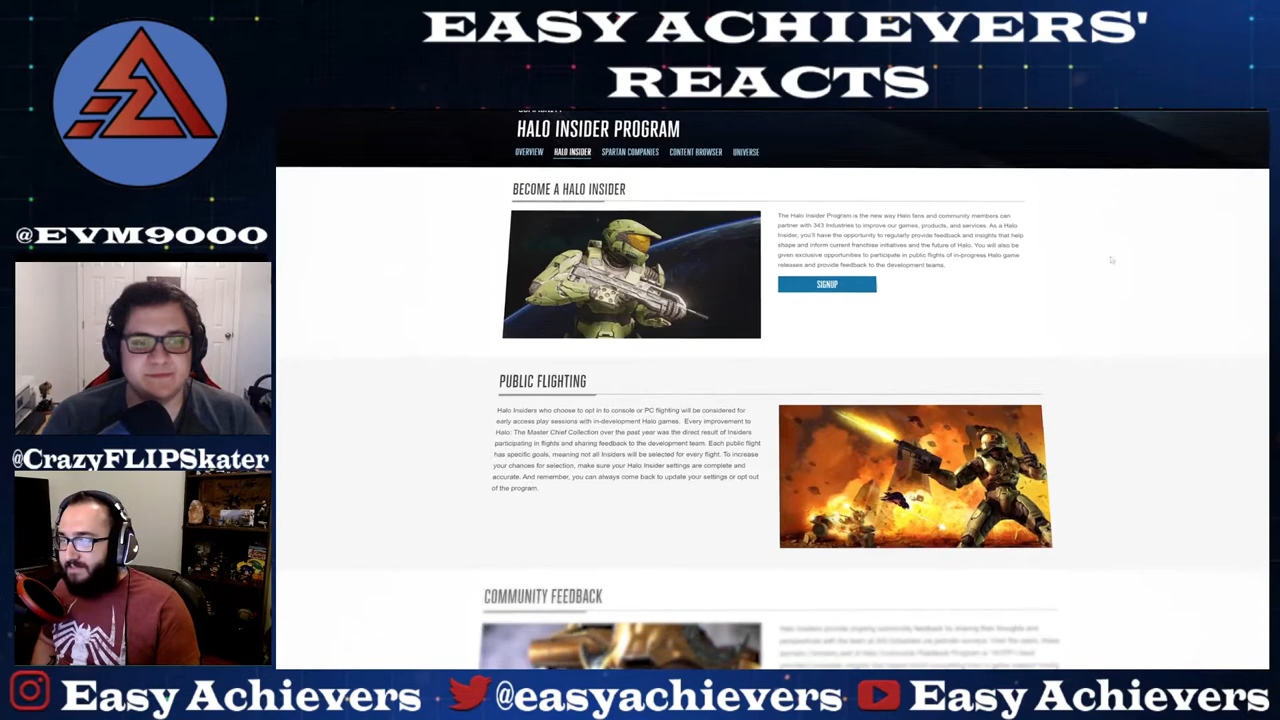 EASY ACHIEVERS'
REACTS
@EVM9000
@CrazyFLIPSkater
HALO INSIDER PROGRAM
OVERVIEW HALO INSIDER SPARTAN COMPANIES CONTENT BROWSER UNIVERSE
BECOME A HALO INSIDER
The Halo Insider Program is the new way Halo fans and community members can
partner with 343 Industries to improve our games, products, and services. As a Halo
Insider, you'll have the opportunity to regularly provide feedback and insights that help
shape and inform current franchise initiatives and the future of Halo. You will also be
given exclusive opportunities to participate in public flights of in-progress Halo game
releases and provide feedback to the development teams.
SIGNUP
PUBLIC FLIGHTING
Halo Insiders who choose to opt in to console or PC flighting will be considered for
early access play sessions with in-development Halo games. Every improvement to
Halo: The Master Chief Collection over the past year was the direct result of Insiders
participating in flights and sharing feedback to the development team. Each public flight
has specific goals, meaning not all Insiders will be selected for every flight. To increase
your chances for selection, make sure your Halo Insider settings are complete and
accurate. And remember, you can always come back to update your settings or opt out
of the program.
COMMUNITY FEEDBACK
Easy Achievers @easyachievers Easy Achievers